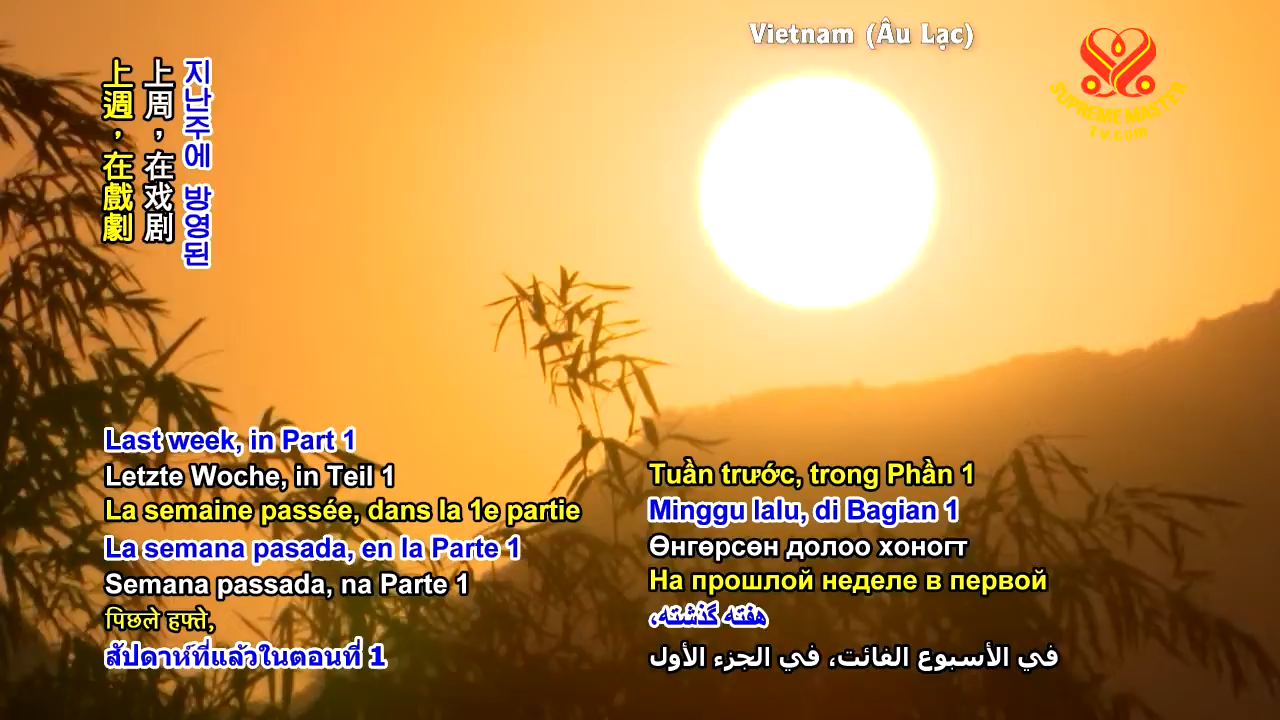 Vietnam (Âu Lạc)
SUPREME MASTER
tv.com
上週，在戲劇
上周，在戏剧
지난주에 방영된
Last week, in Part 1
Letzte Woche, in Teil 1
La semaine passée, dans la 1e partie
La semana pasada, en la Parte 1
Semana passada, na Parte 1
पिछले हफ्ते,
สัปดาห์ที่แล้วในตอนที่ 1
Tuần trước, trong Phần 1
Minggu lalu, di Bagian 1
Өнгөрсөн долоо хоногт
На прошлой неделе в первой
هفته گذشته،
في الأسبوع الفائت، في الجزء الأول